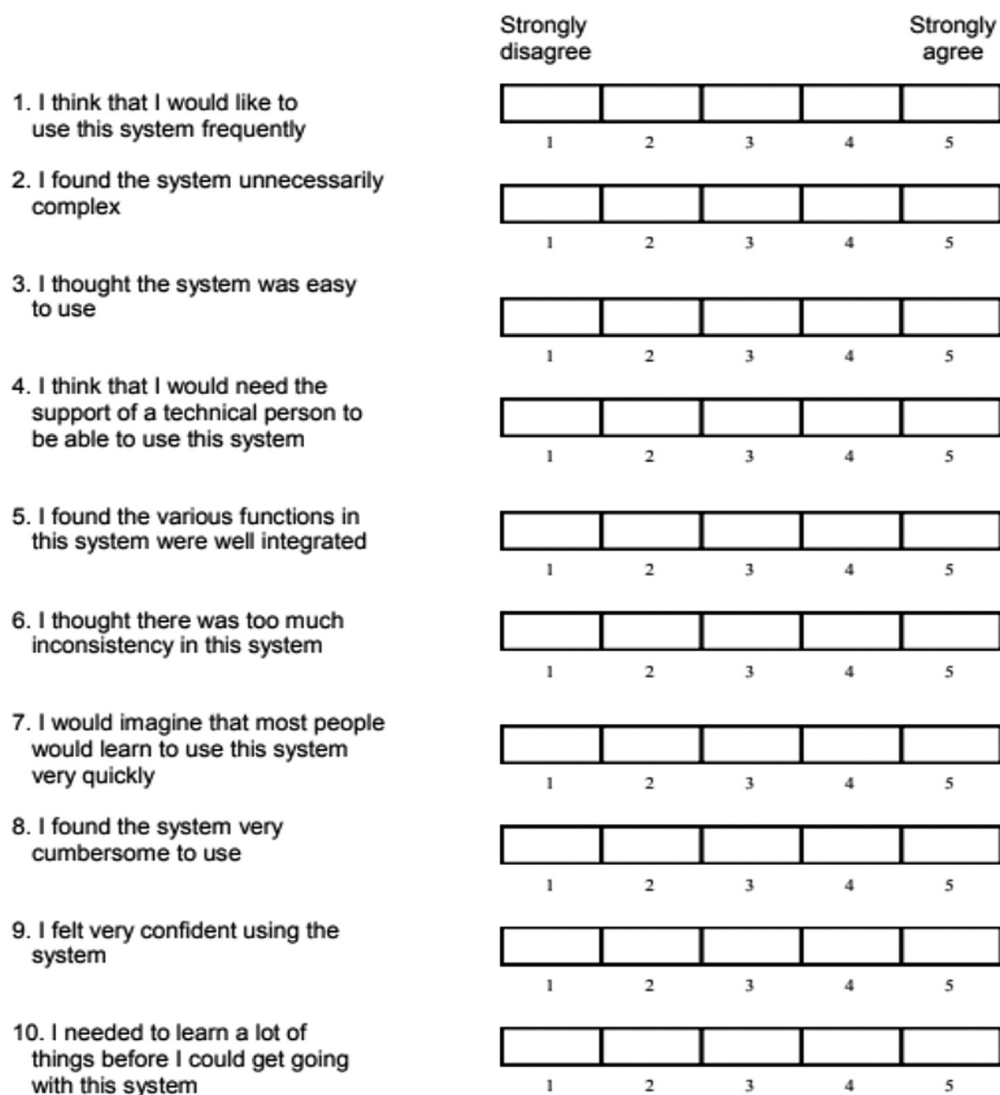 Strongly disagree
Strongly agree
1. I think that I would like to
use this system frequently
1 2 3 4 5
2. I found the system unnecessarily
complex
1 2 3 4 5
3. I thought the system was easy
to use
1 2 3 4 5
4. I think that I would need the
support of a technical person to
be able to use this system
1 2 3 4 5
5. I found the various functions in
this system were well integrated
1 2 3 4 5
6. I thought there was too much
inconsistency in this system
1 2 3 4 5
7. I would imagine that most people
would learn to use this system
very quickly
1 2 3 4 5
8. I found the system very
cumbersome to use
1 2 3 4 5
9. I felt very confident using the
system
1 2 3 4 5
10. I needed to learn a lot of
things before I could get going
with this system
1 2 3 4 5